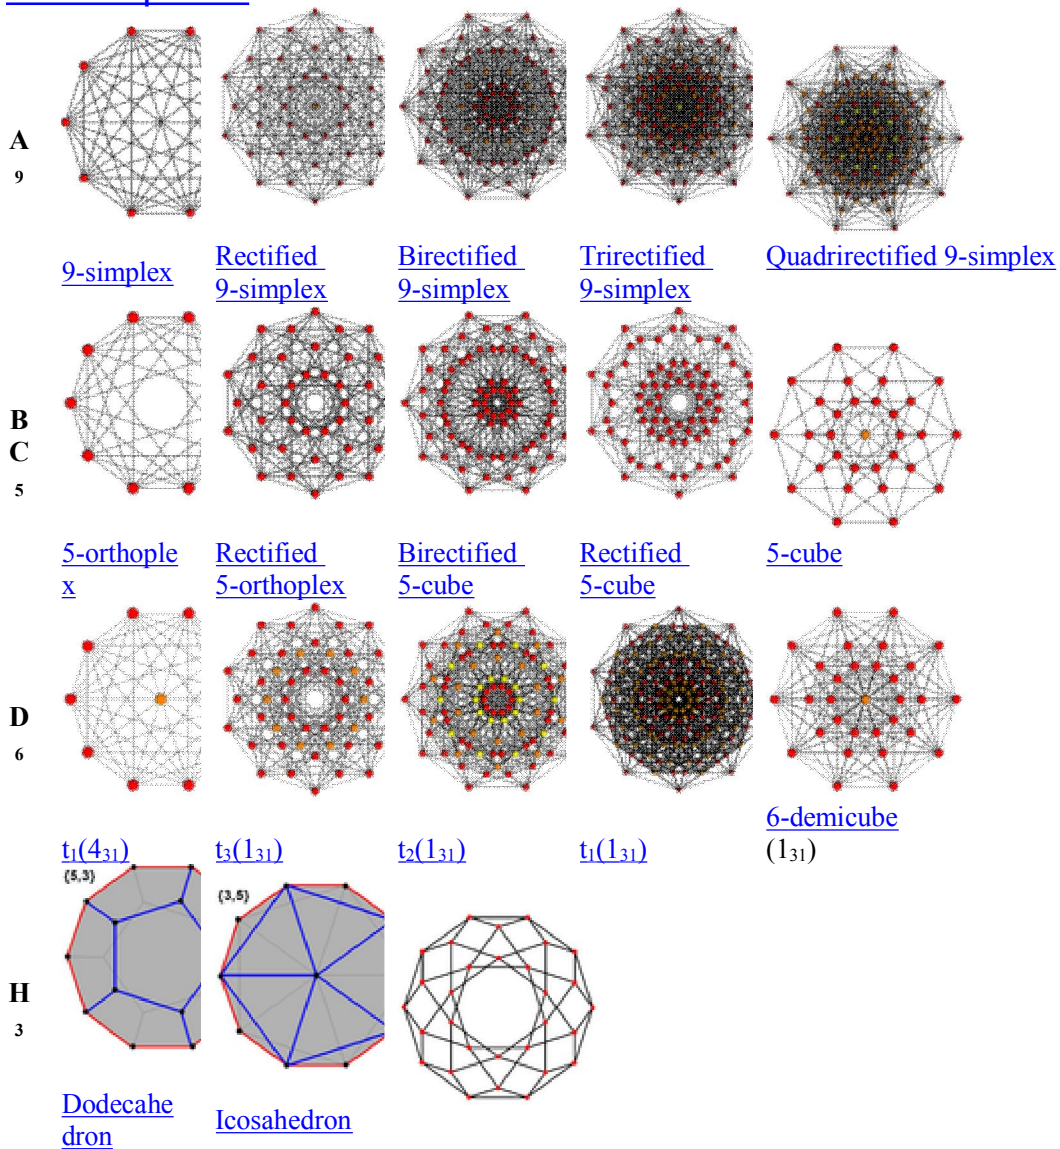 A
9
9-simplex
Rectified
9-simplex
Birectified
9-simplex
Trirectified
9-simplex
Quadrirectified 9-simplex
B
C
5
5-orthople
x
Rectified
5-orthoplex
Birectified
5-cube
Rectified
5-cube
5-cube
D
6
t₁(4₃₁)
t₃(1₃₁)
t₂(1₃₁)
t₁(1₃₁)
6-demicube
(1₃₁)
H
3
{5,3}
{3,5}
Dodecahe
dron
Icosahedron